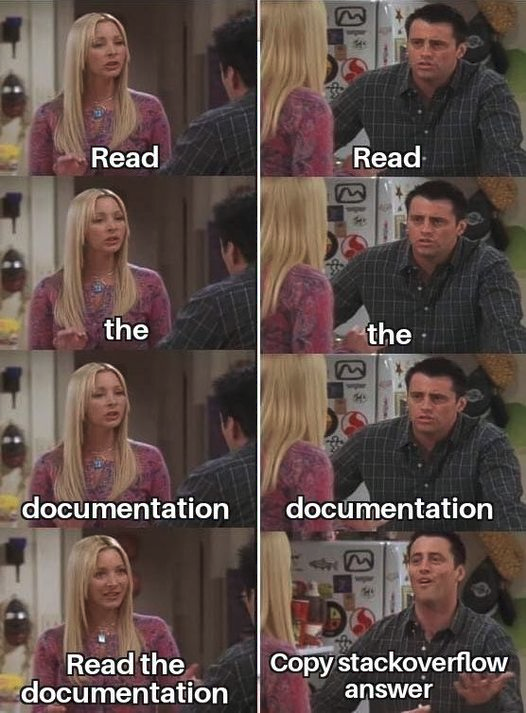 Read
Read
the
the
documentation
documentation
Read the
documentation
Copy stackoverflow
answer